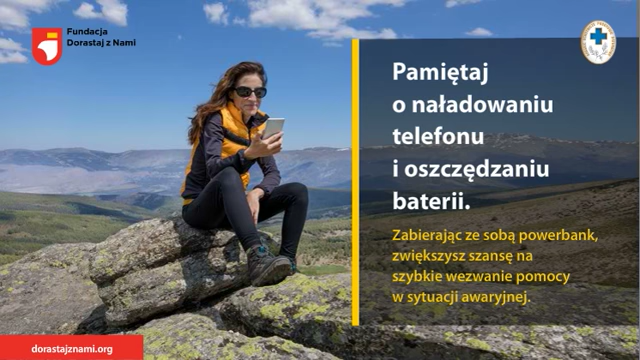 Fundacja
Dorastaj z Nami
Pamiętaj
o naładowaniu
telefonu
i oszczędzaniu
baterii.
Zabierając ze sobą powerbank,
zwiększysz szansę na
szybkie wezwanie pomocy
w sytuacji awaryjnej.
dorastajznami.org